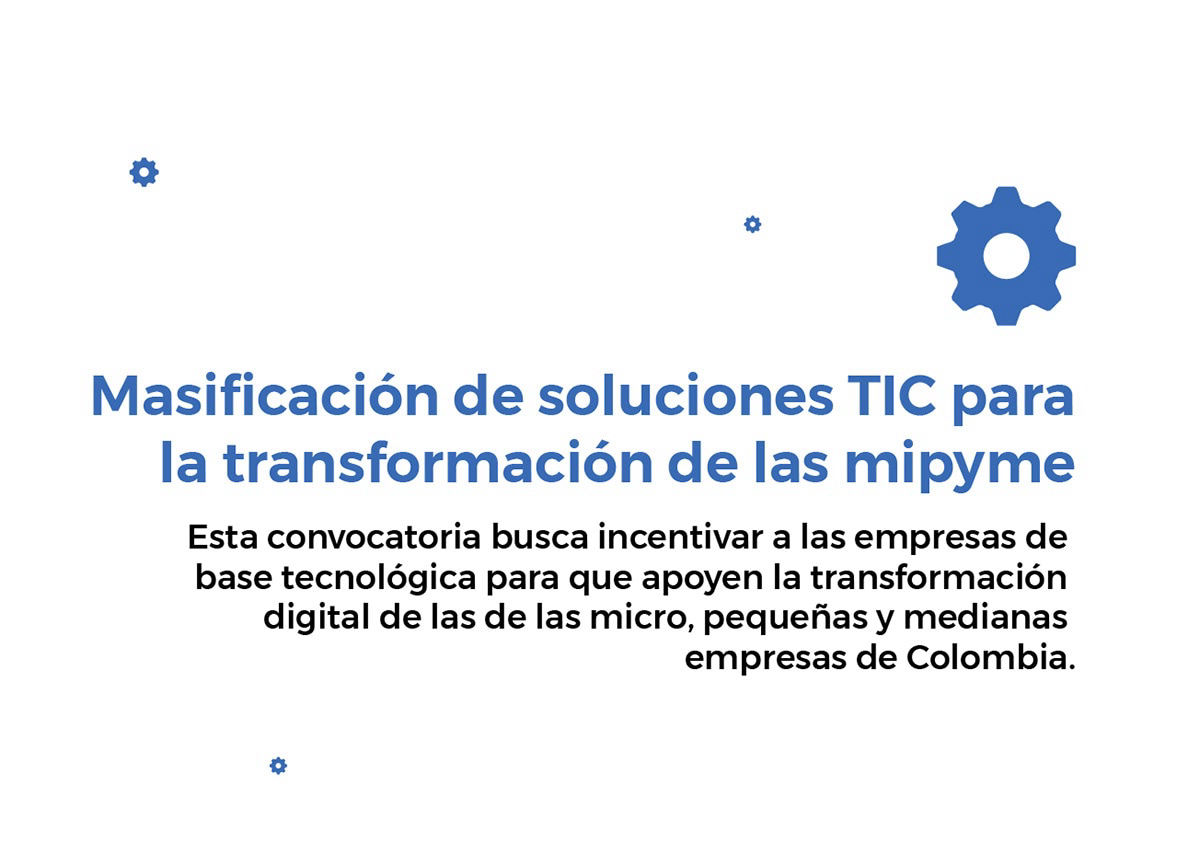 Masificación de soluciones TIC para
la transformación de las mipyme
Esta convocatoria busca incentivar a las empresas de
base tecnológica para que apoyen la transformación
digital de las de las micro, pequeñas y medianas
empresas de Colombia.